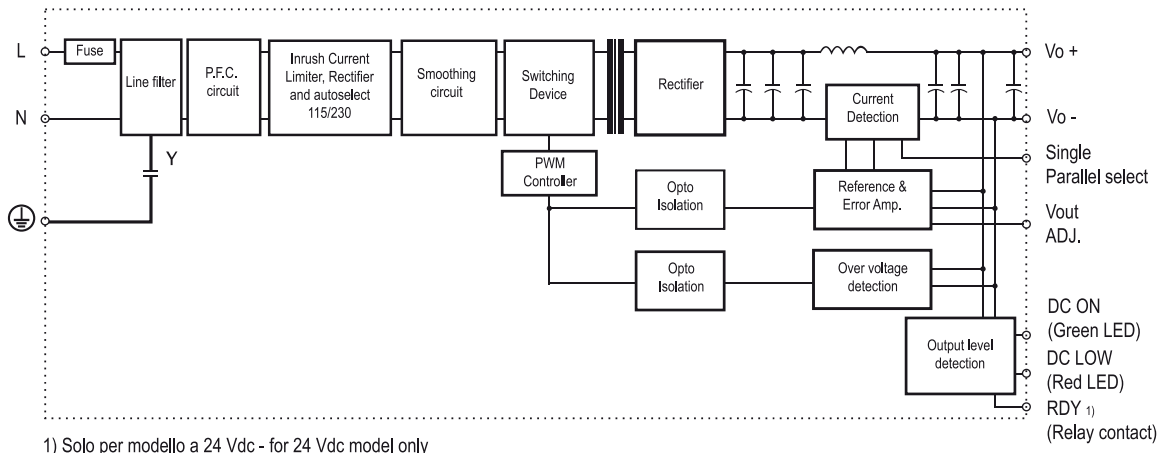 L
Fuse
Line filter
P.F.C.
circuit
Inrush Current
Limiter, Rectifier
and autoselect
115/230
Smoothing
circuit
Switching
Device
Rectifier
Current
Detection
Vo +
N
Vo -
Y
PWM
Controller
Opto
Isolation
Reference &
Error Amp.
Single
Parallel select
Vout
ADJ.
Opto
Isolation
Over voltage
detection
Output level
detection
DC ON
(Green LED)
DC LOW
(Red LED)
RDY 1)
(Relay contact)
1) Solo per modello a 24 Vdc - for 24 Vdc model only